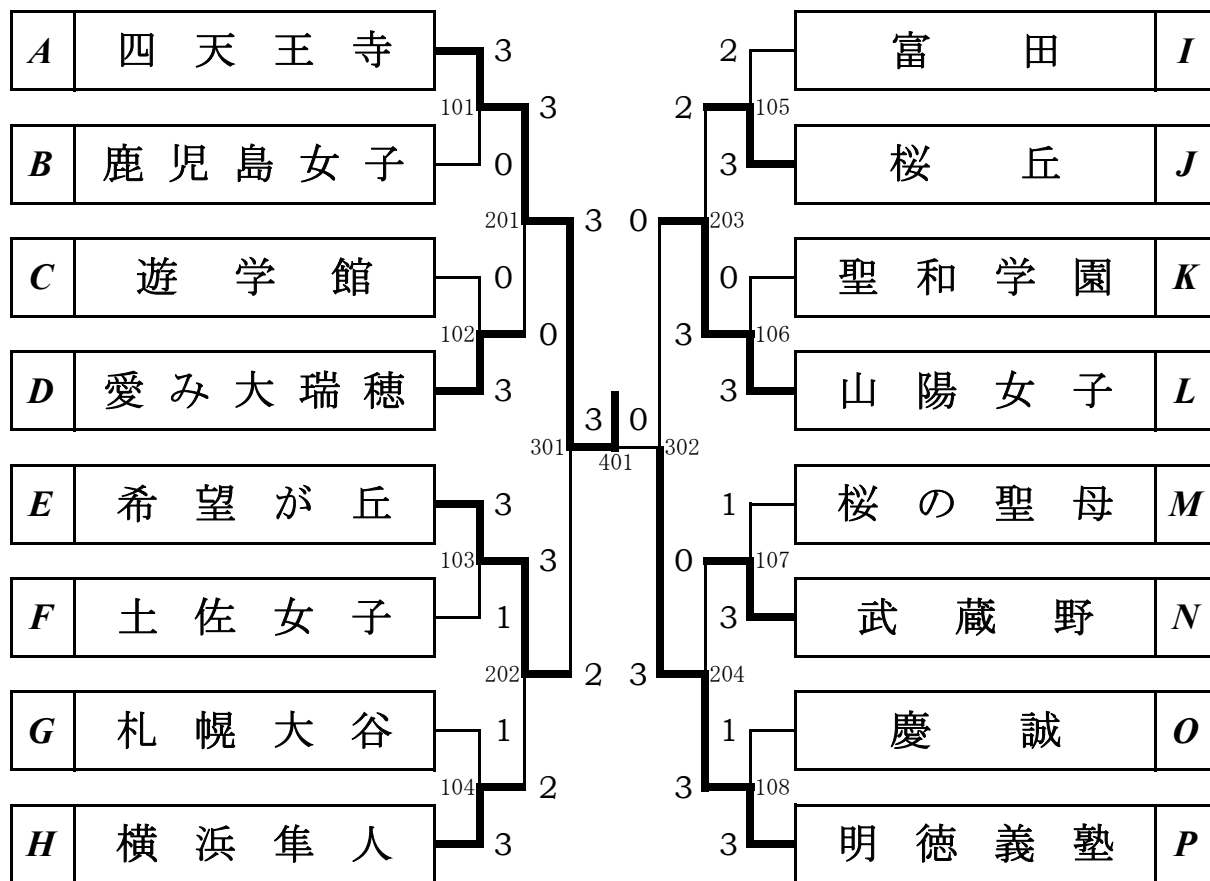 A 四天王寺 3 2 富田 I
101 3 2 105
B 鹿児島女子 0 3 桜丘 J
201 3 0 203
C 遊学館 0 0 聖和学園 K
102 0 3 106
D 愛み大瑞穂 3 3 山陽女子 L
3 0
301 401 302
E 希望が丘 3 1 桜の聖母 M
103 3 0 107
F 土佐女子 1 3 武蔵野 N
202 2 3 204
G 札幌大谷 1 1 慶誠 O
104 2 3 108
H 横浜隼人 3 3 明徳義塾 P